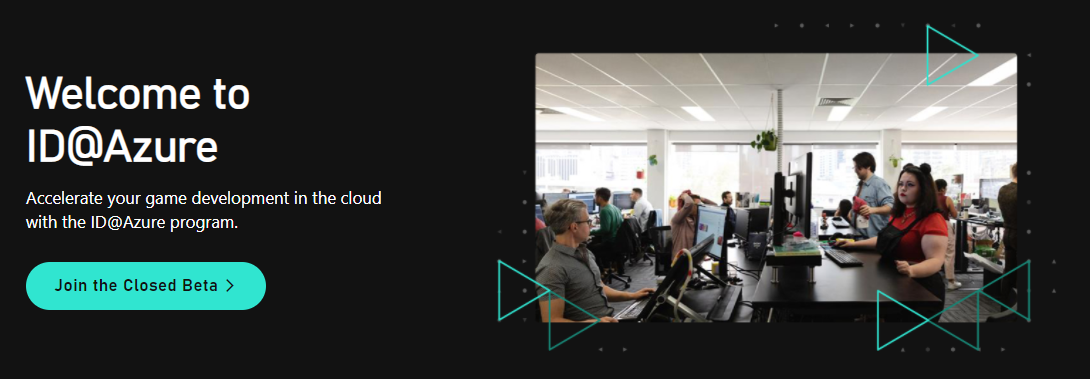 Welcome to
ID@Azure
Accelerate your game development in the cloud
with the ID@Azure program.
Join the Closed Beta